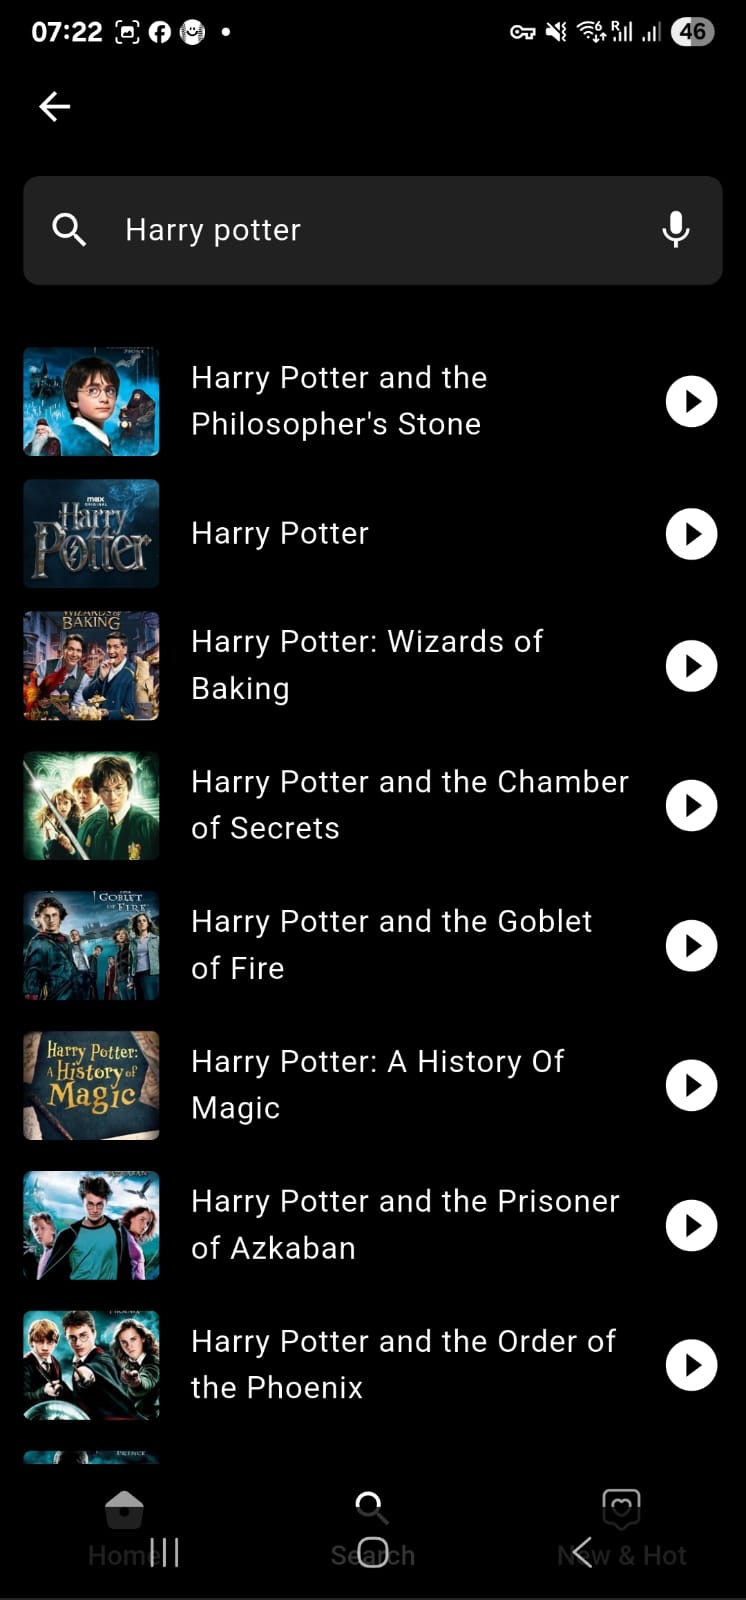 07:22
R
46
Harry potter
Harry Potter and the
Philosopher's Stone
max
ORIGINAL
Harry
Potter
Harry Potter
WIZARDS OF
BAKING
Harry Potter: Wizards of
Baking
Harry Potter and the Chamber
of Secrets
GOBLET
OF FIRE
Harry Potter and the Goblet
of Fire
Harry Potter:
A History of
Magic
Harry Potter: A History Of
Magic
Harry Potter and the Prisoner
of Azkaban
PHOENIX
Harry Potter and the Order of
the Phoenix
PRINCE
Home
Search
New & Hot